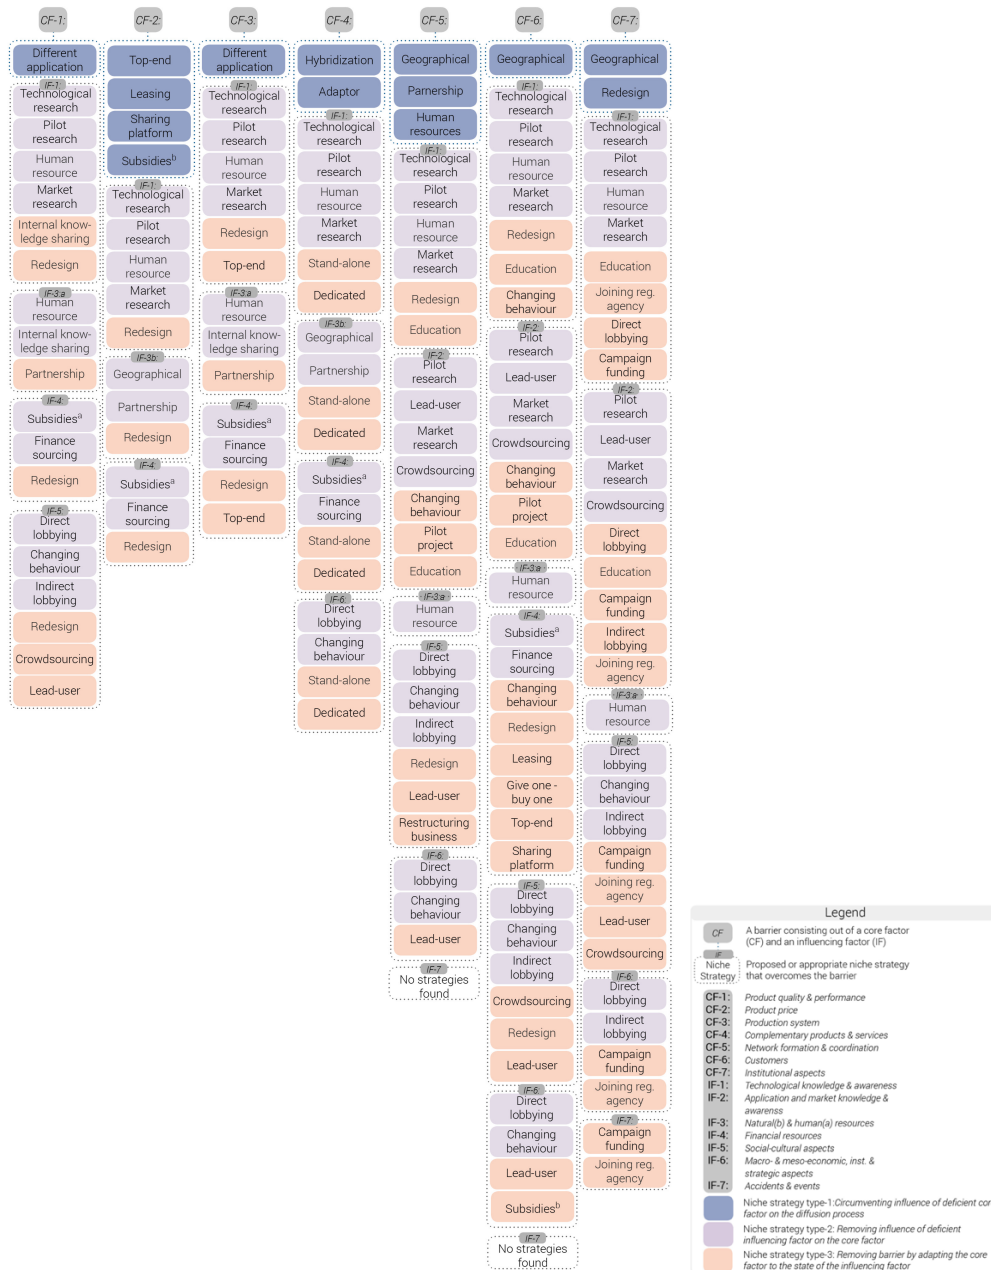 CF-1:
Different
application
IF-1:
Technological
research
Pilot
research
Human
resource
Market
research
Internal know-
ledge sharing
Redesign
IF-3:a
Human
resource
Internal know-
ledge sharing
Partnership
IF-4:
Subsidiesᵃ
Finance
sourcing
Redesign
IF-5:
Direct
lobbying
Changing
behaviour
Indirect
lobbying
Redesign
Crowdsourcing
Lead-user
CF-2:
Top-end
Leasing
Sharing
platform
Subsidiesᵇ
IF-1:
Technological
research
Pilot
research
Human
resource
Market
research
Redesign
IF-3b:
Geographical
Partnership
Redesign
IF-4:
Subsidiesᵃ
Finance
sourcing
Redesign
CF-3:
Different
application
IF-1:
Technological
research
Pilot
research
Human
resource
Market
research
Redesign
Top-end
IF-3:a
Human
resource
Internal know-
ledge sharing
Partnership
IF-4:
Subsidiesᵃ
Finance
sourcing
Redesign
Top-end
CF-4:
Hybridization
Adaptor
IF-1:
Technological
research
Pilot
research
Human
resource
Market
research
Stand-alone
Dedicated
IF-3b:
Geographical
Partnership
Stand-alone
Dedicated
IF-4:
Subsidiesᵃ
Finance
sourcing
Stand-alone
Dedicated
IF-6:
Direct
lobbying
Changing
behaviour
Stand-alone
Dedicated
CF-5:
Geographical
Parnership
Human
resources
IF-1:
Technological
research
Pilot
research
Human
resource
Market
research
Redesign
Education
IF-2:
Pilot
research
Lead-user
Market
research
Crowdsourcing
Changing
behaviour
Pilot
project
Education
IF-3:a
Human
resource
IF-5:
Direct
lobbying
Changing
behaviour
Indirect
lobbying
Redesign
Lead-user
Restructuring
business
IF-6:
Direct
lobbying
Changing
behaviour
Lead-user
IF-7
No strategies
found
CF-6:
Geographical
IF-1:
Technological
research
Pilot
research
Human
resource
Market
research
Redesign
Education
Changing
behaviour
IF-2:
Pilot
research
Lead-user
Market
research
Crowdsourcing
Changing
behaviour
Pilot
project
Education
IF-3:a
Human
resource
IF-4:
Subsidiesᵃ
Finance
sourcing
Changing
behaviour
Redesign
Leasing
Give one -
buy one
Top-end
Sharing
platform
IF-5:
Direct
lobbying
Changing
behaviour
Indirect
lobbying
Crowdsourcing
Redesign
Lead-user
IF-6:
Direct
lobbying
Changing
behaviour
Lead-user
Subsidiesᵇ
IF-7
No strategies
found
CF-7:
Geographical
Redesign
IF-1:
Technological
research
Pilot
research
Human
resource
Market
research
Education
Joining reg.
agency
Direct
lobbying
Campaign
funding
IF-2:
Pilot
research
Lead-user
Market
research
Crowdsourcing
Direct
lobbying
Education
Campaign
funding
Indirect
lobbying
Joining reg.
agency
IF-3:a
Human
resource
IF-5:
Direct
lobbying
Changing
behaviour
Indirect
lobbying
Campaign
funding
Joining reg.
agency
Lead-user
Crowdsourcing
IF-6:
Direct
lobbying
Indirect
lobbying
Campaign
funding
Joining reg.
agency
IF-7:
Campaign
funding
Joining reg.
agency
Legend
CF A barrier consisting out of a core factor
(CF) and an influencing factor (IF)
IF
Niche Proposed or appropriate niche strategy
Strategy that overcomes the barrier
CF-1: Product quality & performance
CF-2: Product price
CF-3: Production system
CF-4: Complementary products & services
CF-5: Network formation & coordination
CF-6: Customers
CF-7: Institutional aspects
IF-1: Technological knowledge & awareness
IF-2: Application and market knowledge &
awarenss
IF-3: Natural(b) & human(a) resources
IF-4: Financial resources
IF-5: Social-cultural aspects
IF-6: Macro- & meso-economic, inst. &
strategic aspects
IF-7: Accidents & events
Niche strategy type-1:Circumventing influence of deficient cor
factor on the diffusion process
Niche strategy type-2: Removing influence of deficient
influencing factor on the core factor
Niche strategy type-3: Removing barrier by adapting the core
factor to the state of the influencing factor